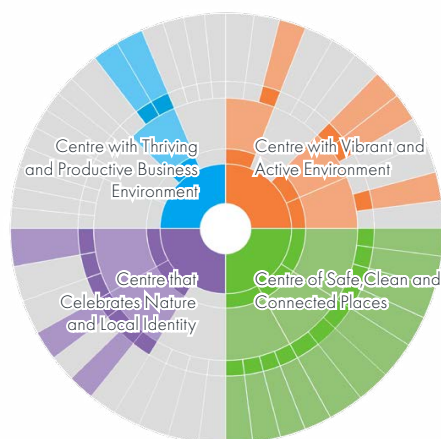 Centre with Thriving
and Productive Business
Environment
Centre with Vibrant and
Active Environment
Centre that
Celebrates Nature
and Local Identity
Centre of Safe,Clean and
Connected Places